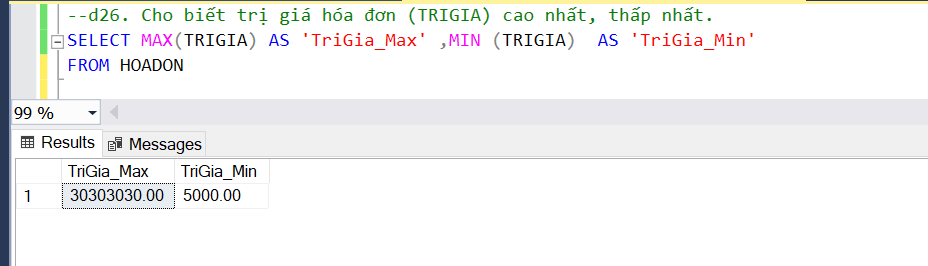 --d26. Cho biết trị giá hóa đơn (TRIGIA) cao nhất, thấp nhất.
SELECT MAX(TRIGIA) AS 'TriGia_Max' ,MIN (TRIGIA)  AS 'TriGia_Min'
FROM HOADON
99 %
Results Messages
TriGia_Max TriGia_Min
1 30303030.00 5000.00